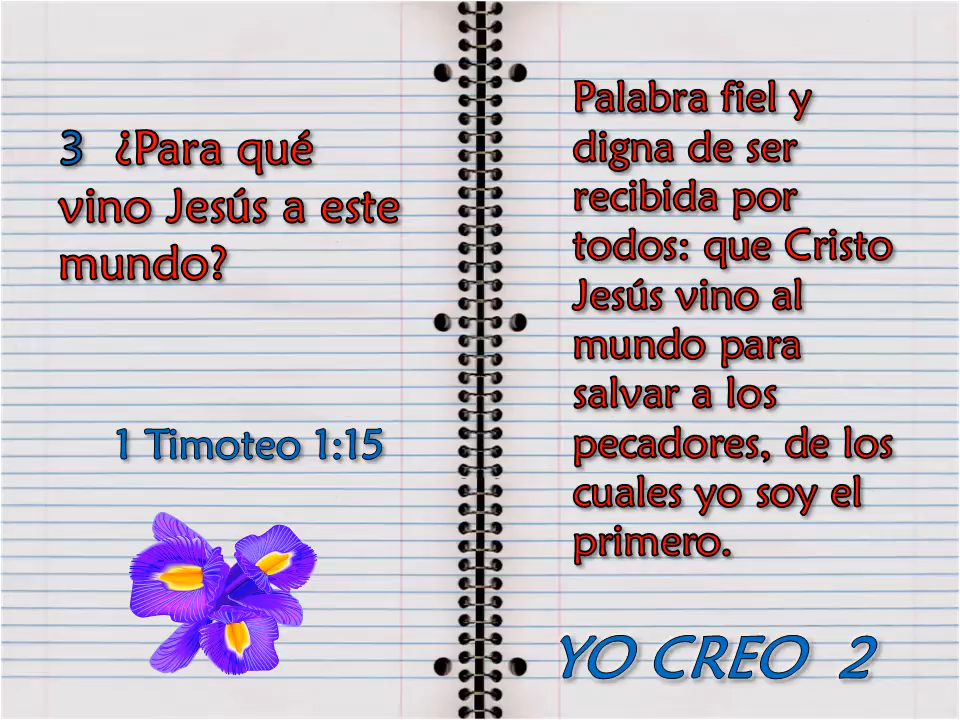 3 ¿Para qué
vino Jesús a este
mundo?
1 Timoteo 1:15
Palabra fiel y
digna de ser
recibida por
todos: que Cristo
Jesús vino al
mundo para
salvar a los
pecadores, de los
cuales yo soy el
primero.
YO CREO 2